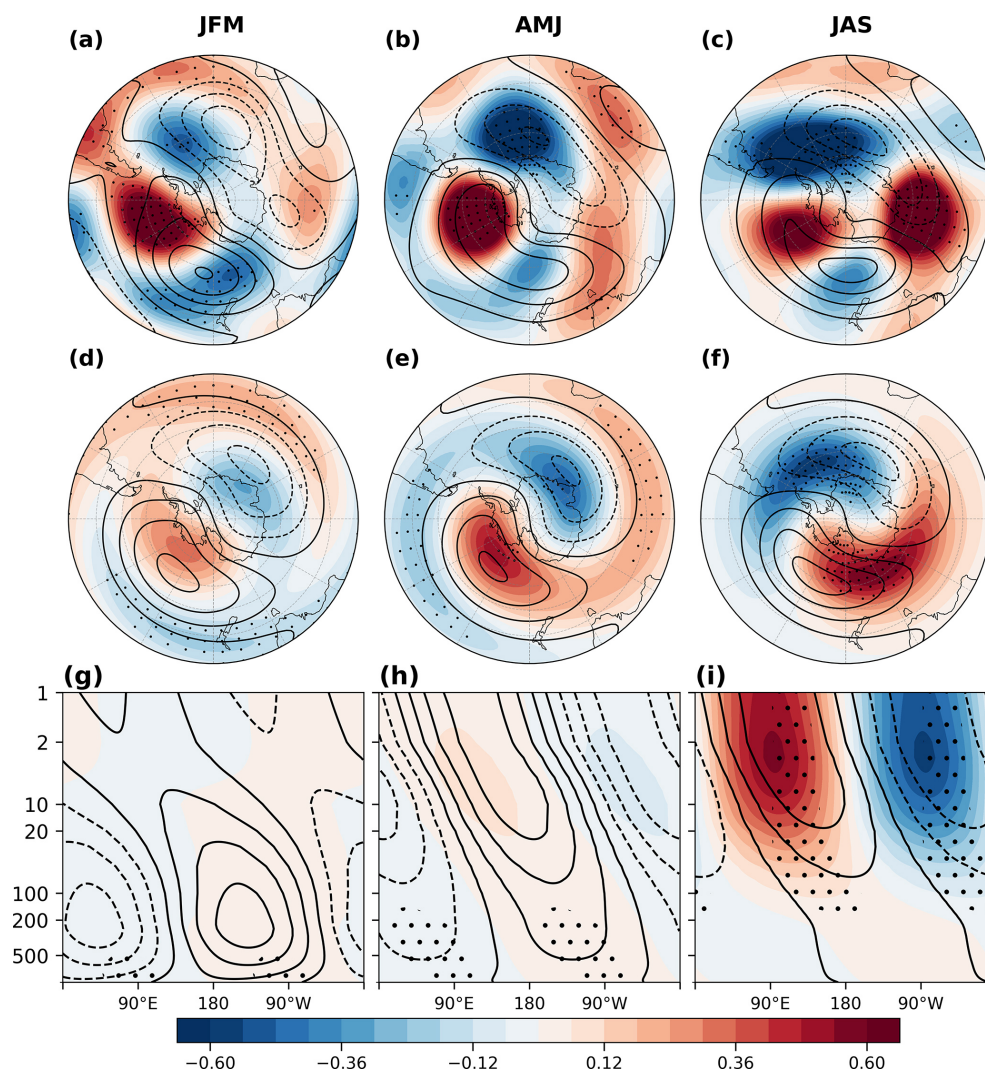 JFM AMJ JAS
(a) (b) (c)
(d) (e) (f)
(g) (h) (i)
1
2
10
20
100
200
500
90°E 180 90°W 90°E 180 90°W 90°E 180 90°W
−0.60 −0.36 −0.12 0.12 0.36 0.60